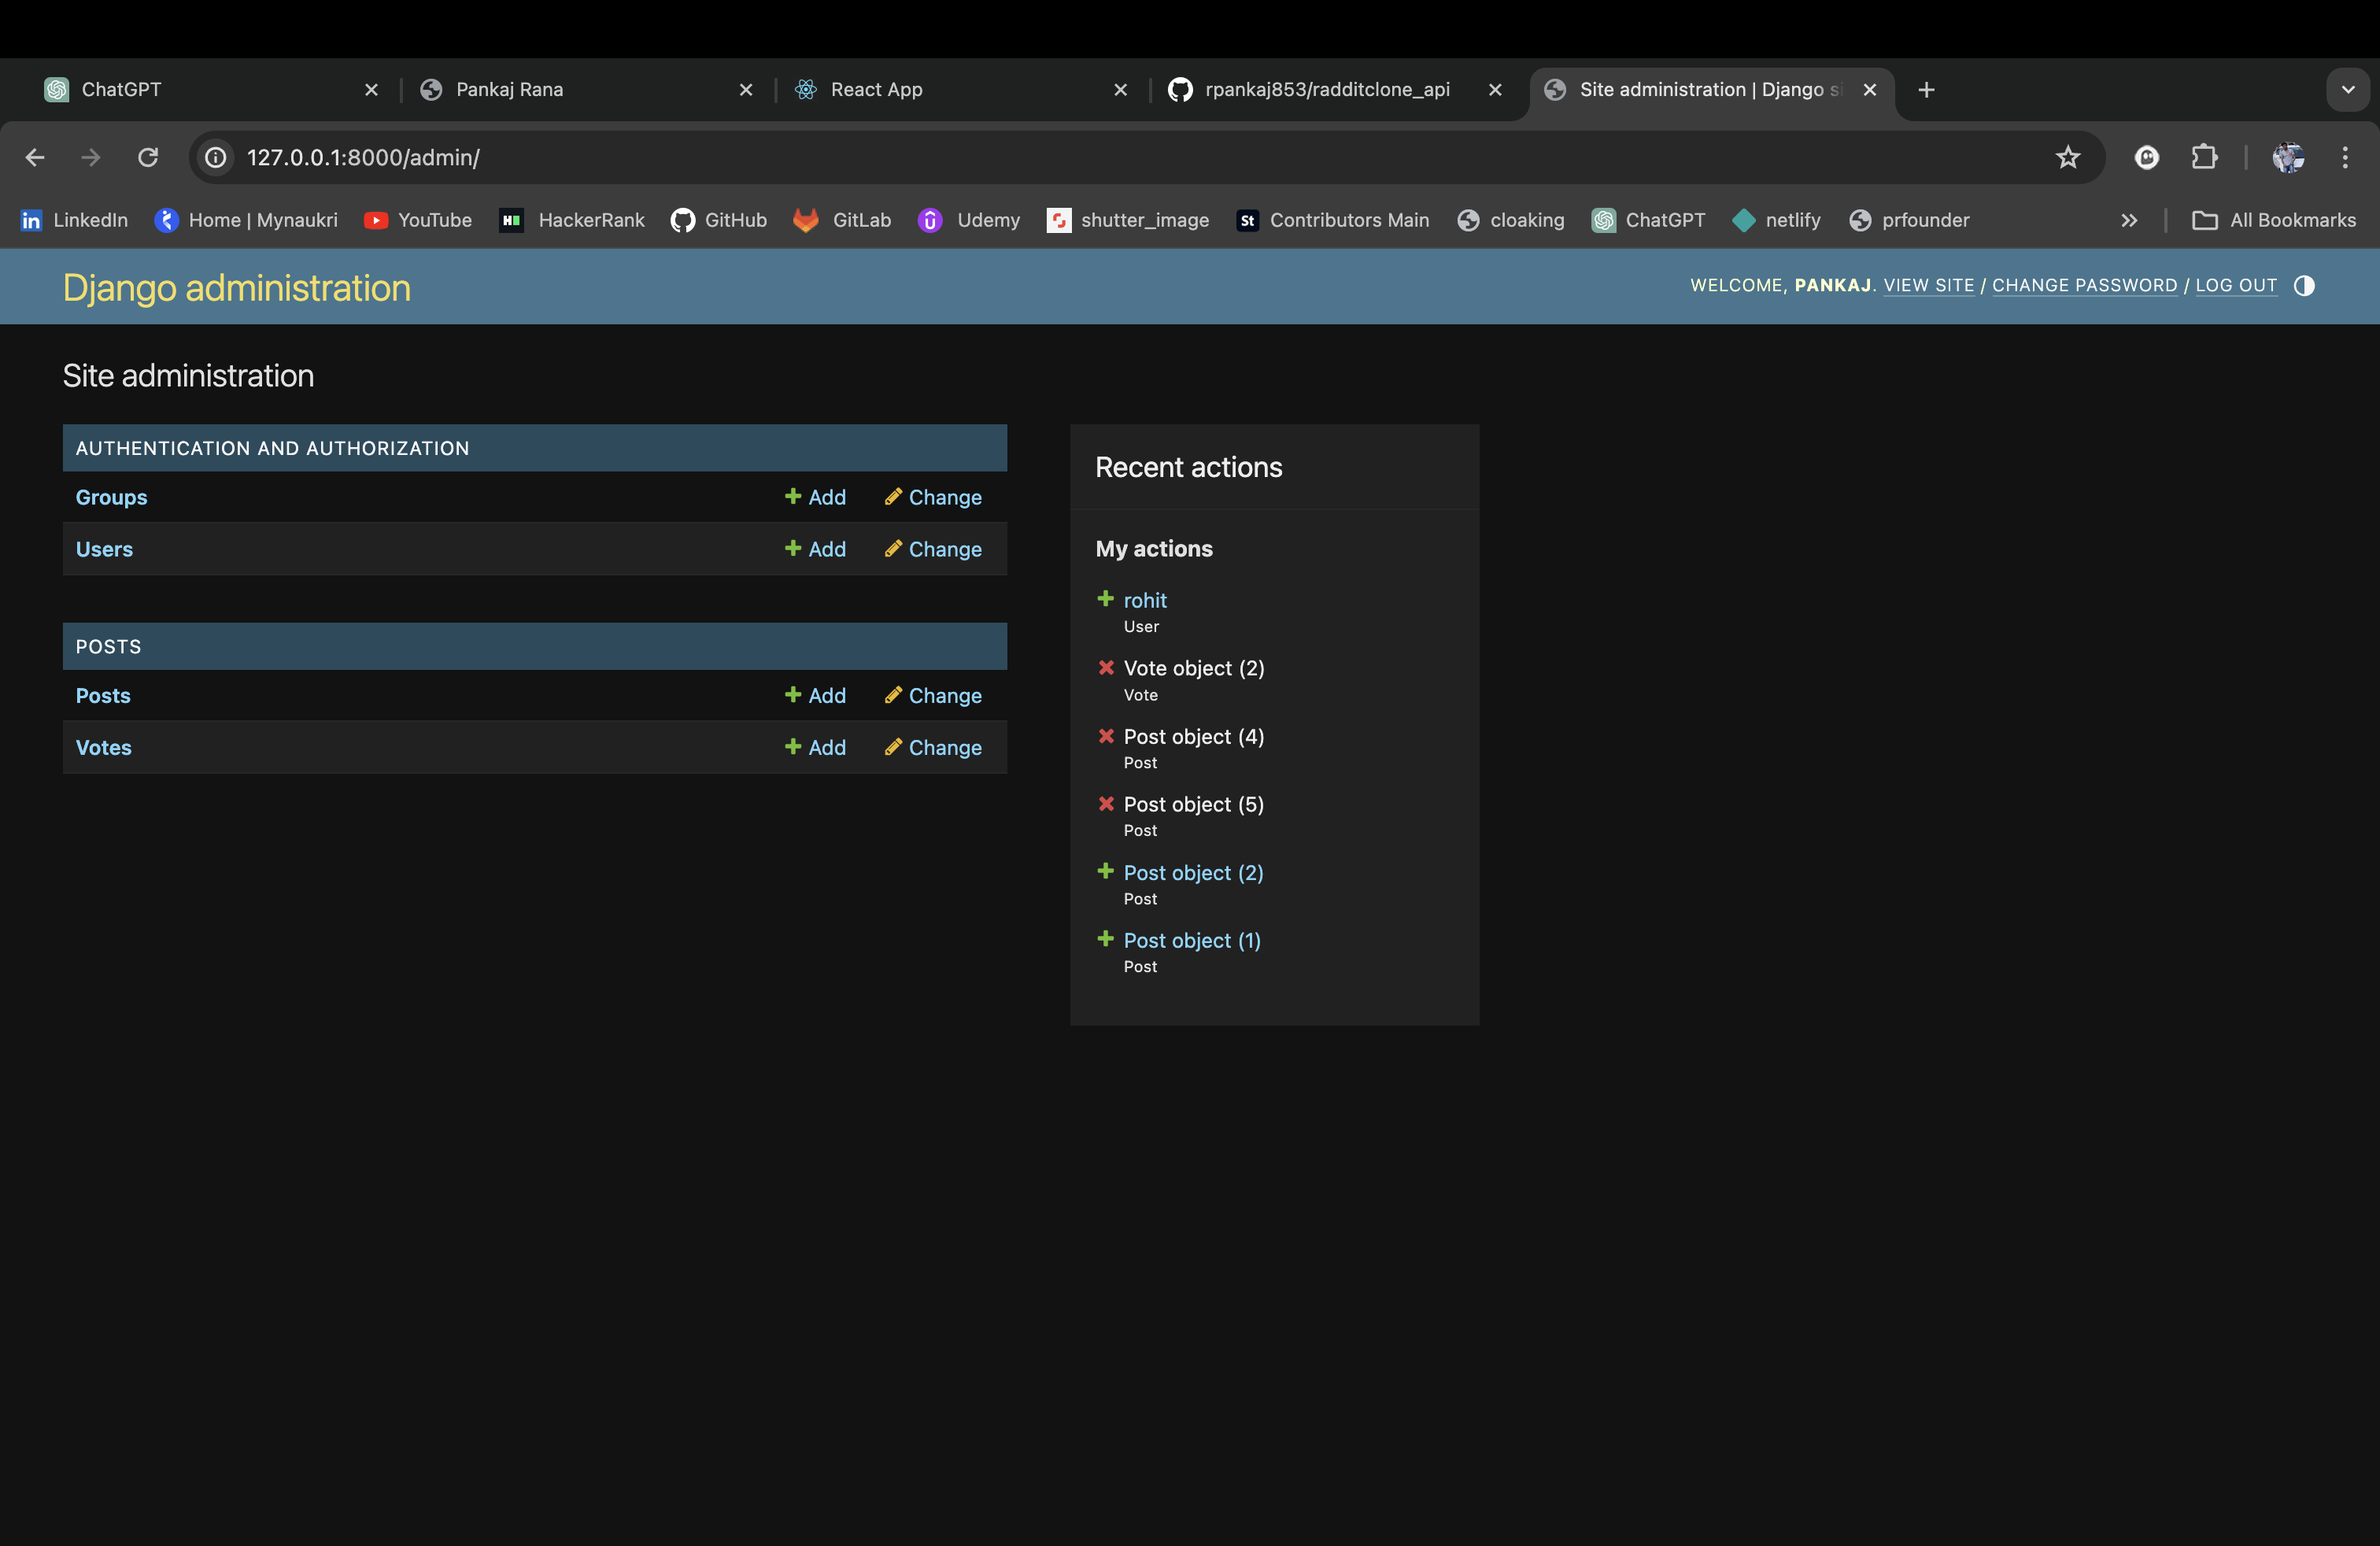 ChatGPT
Pankaj Rana
React App
rpankaj853/radditclone_api
Site administration | Django si
127.0.0.1:8000/admin/
in LinkedIn
Home | Mynaukri
YouTube
H HackerRank
GitHub
GitLab
Udemy
shutter_image
St Contributors Main
cloaking
ChatGPT
netlify
prfounder
All Bookmarks
Django administration
WELCOME, PANKAJ. VIEW SITE / CHANGE PASSWORD / LOG OUT
Site administration
AUTHENTICATION AND AUTHORIZATION
Groups Add Change
Users Add Change
POSTS
Posts Add Change
Votes Add Change
Recent actions
My actions
rohit
User
Vote object (2)
Vote
Post object (4)
Post
Post object (5)
Post
Post object (2)
Post
Post object (1)
Post